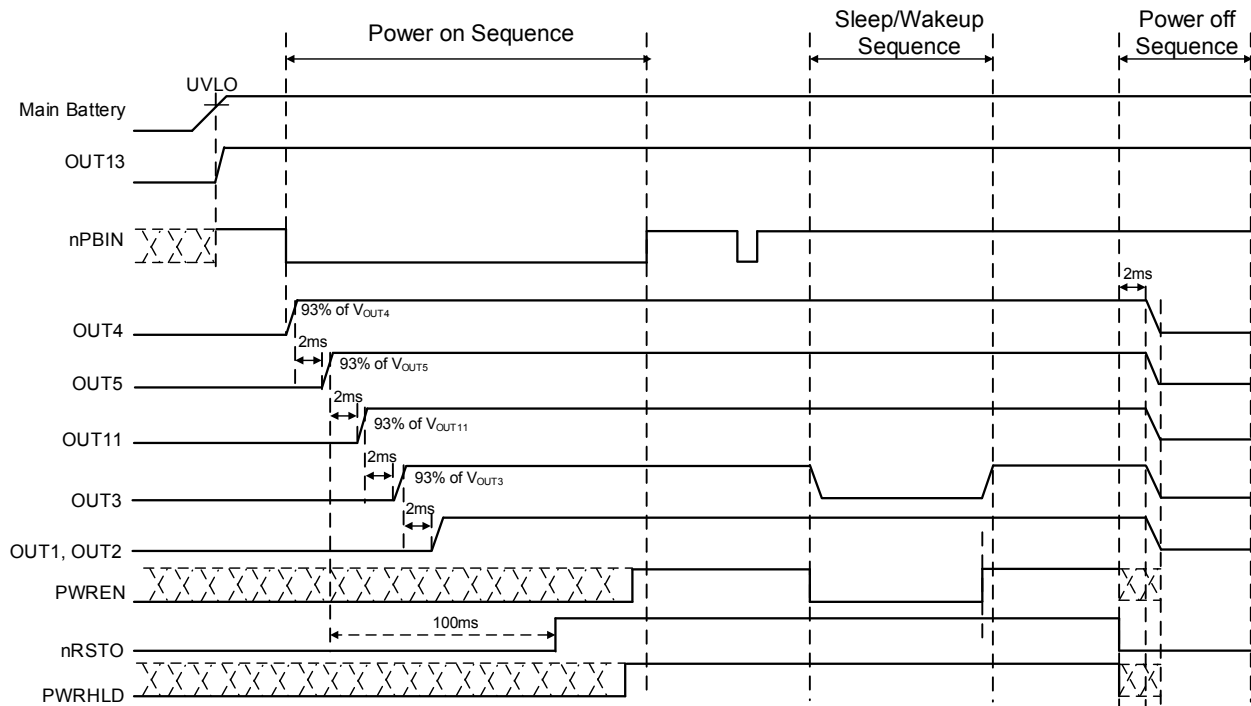 Power on Sequence
Sleep/Wakeup
Sequence
Power off
Sequence
UVLO
Main Battery
OUT13
nPBIN
2ms
93% of VOUT4
OUT4
2ms
93% of VOUT5
OUT5
2ms
93% of VOUT11
OUT11
2ms
93% of VOUT3
OUT3
2ms
OUT1, OUT2
PWREN
100ms
nRSTO
PWRHLD